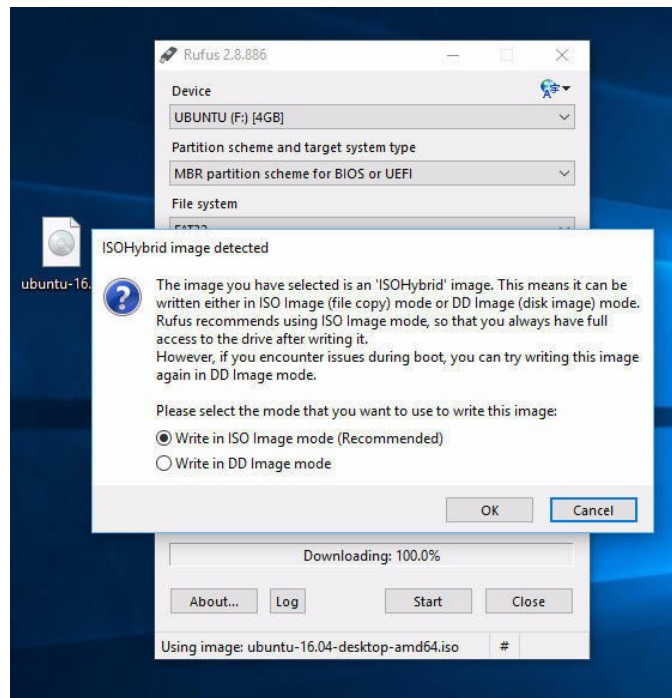 Rufus 2.8.886
Device
UBUNTU (F:) [4GB]
Partition scheme and target system type
MBR partition scheme for BIOS or UEFI
File system
ubuntu-16.
ISOHybrid image detected
The image you have selected is an 'ISOHybrid' image. This means it can be
written either in ISO Image (file copy) mode or DD Image (disk image) mode.
Rufus recommends using ISO Image mode, so that you always have full
access to the drive after writing it.
However, if you encounter issues during boot, you can try writing this image
again in DD Image mode.
Please select the mode that you want to use to write this image:
Write in ISO Image mode (Recommended)
Write in DD Image mode
OK Cancel
Downloading: 100.0%
About... Log Start Close
Using image: ubuntu-16.04-desktop-amd64.iso #